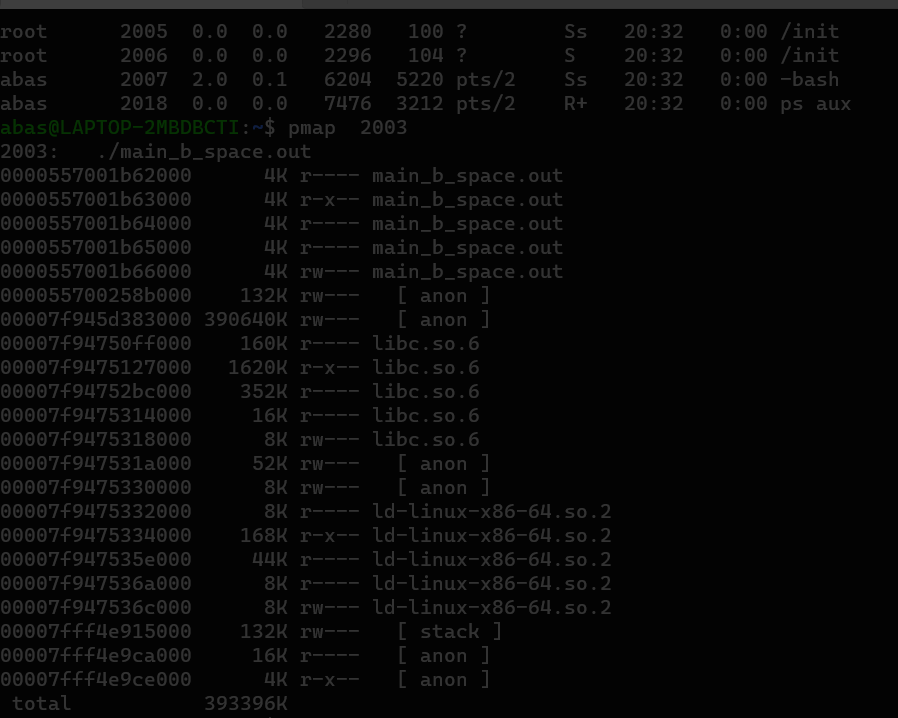 root      2005  0.0  0.0   2280   100 ?        Ss   20:32   0:00 /init
root      2006  0.0  0.0   2296   104 ?        S    20:32   0:00 /init
abas      2007  2.0  0.1   6204  5220 pts/2    Ss   20:32   0:00 -bash
abas      2018  0.0  0.0   7476  3212 pts/2    R+   20:32   0:00 ps aux
abas@LAPTOP-2MBDBCTI:~$ pmap  2003
2003:   ./main_b_space.out
0000557001b62000      4K r---- main_b_space.out
0000557001b63000      4K r-x-- main_b_space.out
0000557001b64000      4K r---- main_b_space.out
0000557001b65000      4K r---- main_b_space.out
0000557001b66000      4K rw--- main_b_space.out
000055700258b000    132K rw---   [ anon ]
00007f945d383000 390640K rw---   [ anon ]
00007f94750ff000    160K r---- libc.so.6
00007f9475127000   1620K r-x-- libc.so.6
00007f94752bc000    352K r---- libc.so.6
00007f9475314000     16K r---- libc.so.6
00007f9475318000      8K rw--- libc.so.6
00007f947531a000     52K rw---   [ anon ]
00007f9475330000      8K rw---   [ anon ]
00007f9475332000      8K r---- ld-linux-x86-64.so.2
00007f9475334000    168K r-x-- ld-linux-x86-64.so.2
00007f947535e000     44K r---- ld-linux-x86-64.so.2
00007f947536a000      8K r---- ld-linux-x86-64.so.2
00007f947536c000      8K rw--- ld-linux-x86-64.so.2
00007fff4e915000    132K rw---   [ stack ]
00007fff4e9ca000     16K r----   [ anon ]
00007fff4e9ce000      4K r-x--   [ anon ]
 total           393396K